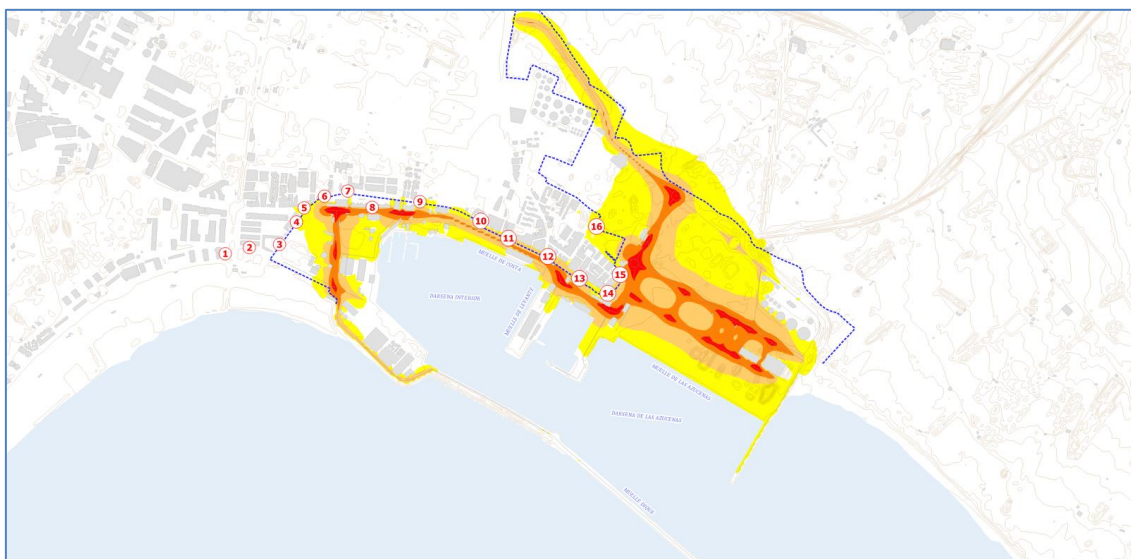 7
6
9
5
8
10
4
11
3
2
1
16
12
13
15
14
MUELLE DE COSTA
DARSENA INTERIOR
MUELLE DE LEVANTE
MUELLE DE LAS AZUCENAS
DARSENA DE LAS AZUCENAS
MUELLE DIQUE